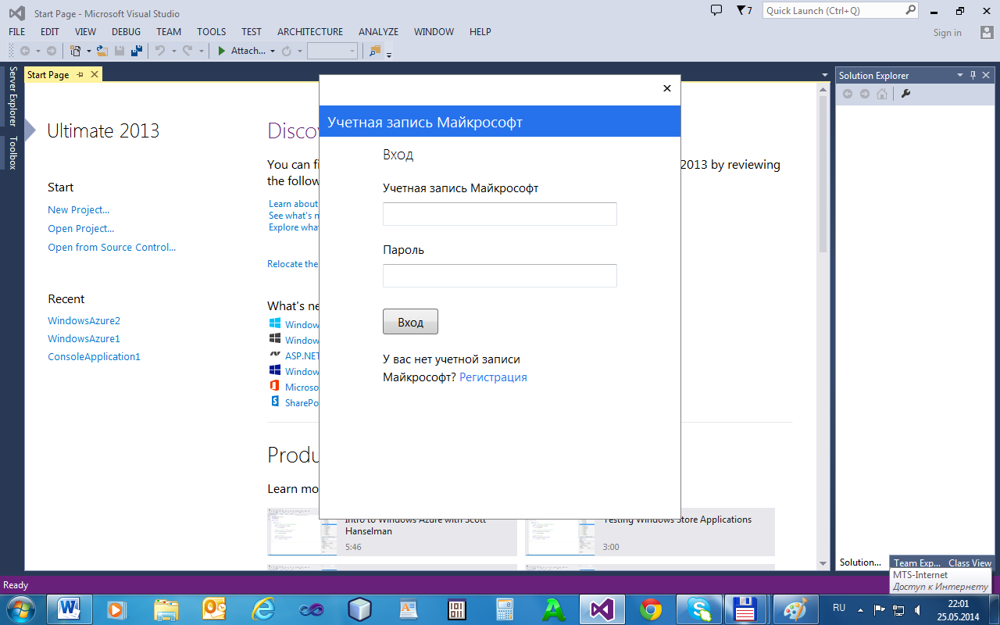 Start Page - Microsoft Visual Studio
7
Quick Launch (Ctrl+Q)
FILE EDIT VIEW DEBUG TEAM TOOLS TEST ARCHITECTURE ANALYZE WINDOW HELP
Sign in
Attach...
Server Explorer
Toolbox
Start Page
Ultimate 2013
Start
New Project...
Open Project...
Open from Source Control...
Recent
WindowsAzure2
WindowsAzure1
ConsoleApplication1
Disco
You can fi
2013 by reviewing
the follow
Learn about
See what's n
Explore wha
Relocate the
What's ne
Window
Window
ASP.NET
Window
Microso
SharePo
Produ
Learn mo
Intro to Windows Azure with Scott
Hanselman
5:46
Testing Windows Store Applications
3:00
Учетная запись Майкрософт
Вход
Учетная запись Майкрософт
Пароль
Вход
У вас нет учетной записи
Майкрософт? Регистрация
Solution Explorer
Solution... Team Exp... Class View
MTS-Internet
Доступ к Интернету
Ready
RU
22:01
25.05.2014